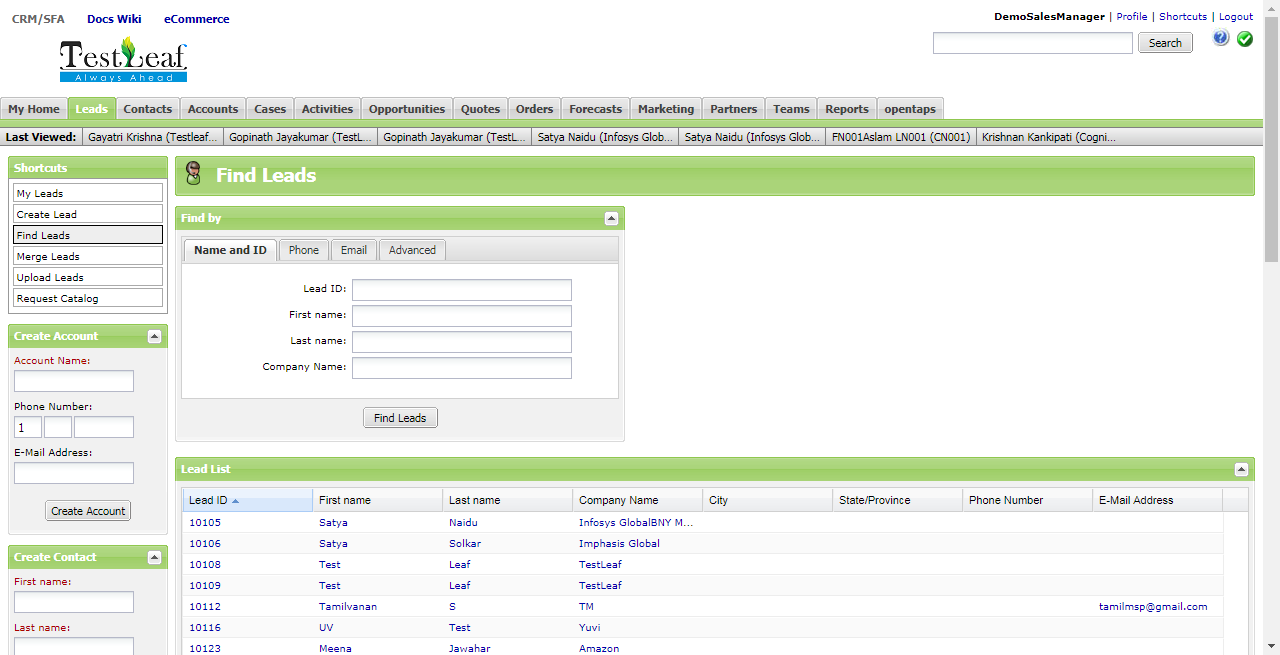 CRM/SFA Docs Wiki eCommerce
DemoSalesManager | Profile | Shortcuts | Logout
TestLeaf
Always Ahead
Search
?
My Home Leads Contacts Accounts Cases Activities Opportunities Quotes Orders Forecasts Marketing Partners Teams Reports opentaps
Last Viewed: Gayatri Krishna (Testleaf... Gopinath Jayakumar (TestL... Gopinath Jayakumar (TestL... Satya Naidu (Infosys Glob... Satya Naidu (Infosys Glob... FN001Aslam LN001 (CN001) Krishnan Kankipati (Cogni...
Shortcuts
My Leads
Create Lead
Find Leads
Merge Leads
Upload Leads
Request Catalog
Create Account
Account Name:
Phone Number:
1
E-Mail Address:
Create Account
Create Contact
First name:
Last name:
Find Leads
Find by
Name and ID Phone Email Advanced
Lead ID:
First name:
Last name:
Company Name:
Find Leads
Lead List
Lead ID First name Last name Company Name City State/Province Phone Number E-Mail Address
10105 Satya Naidu Infosys GlobalBNY M...
10106 Satya Solkar Imphasis Global
10108 Test Leaf TestLeaf
10109 Test Leaf TestLeaf
10112 Tamilvanan S TM tamilmsp@gmail.com
10116 UV Test Yuvi
10123 Meena Jawahar Amazon